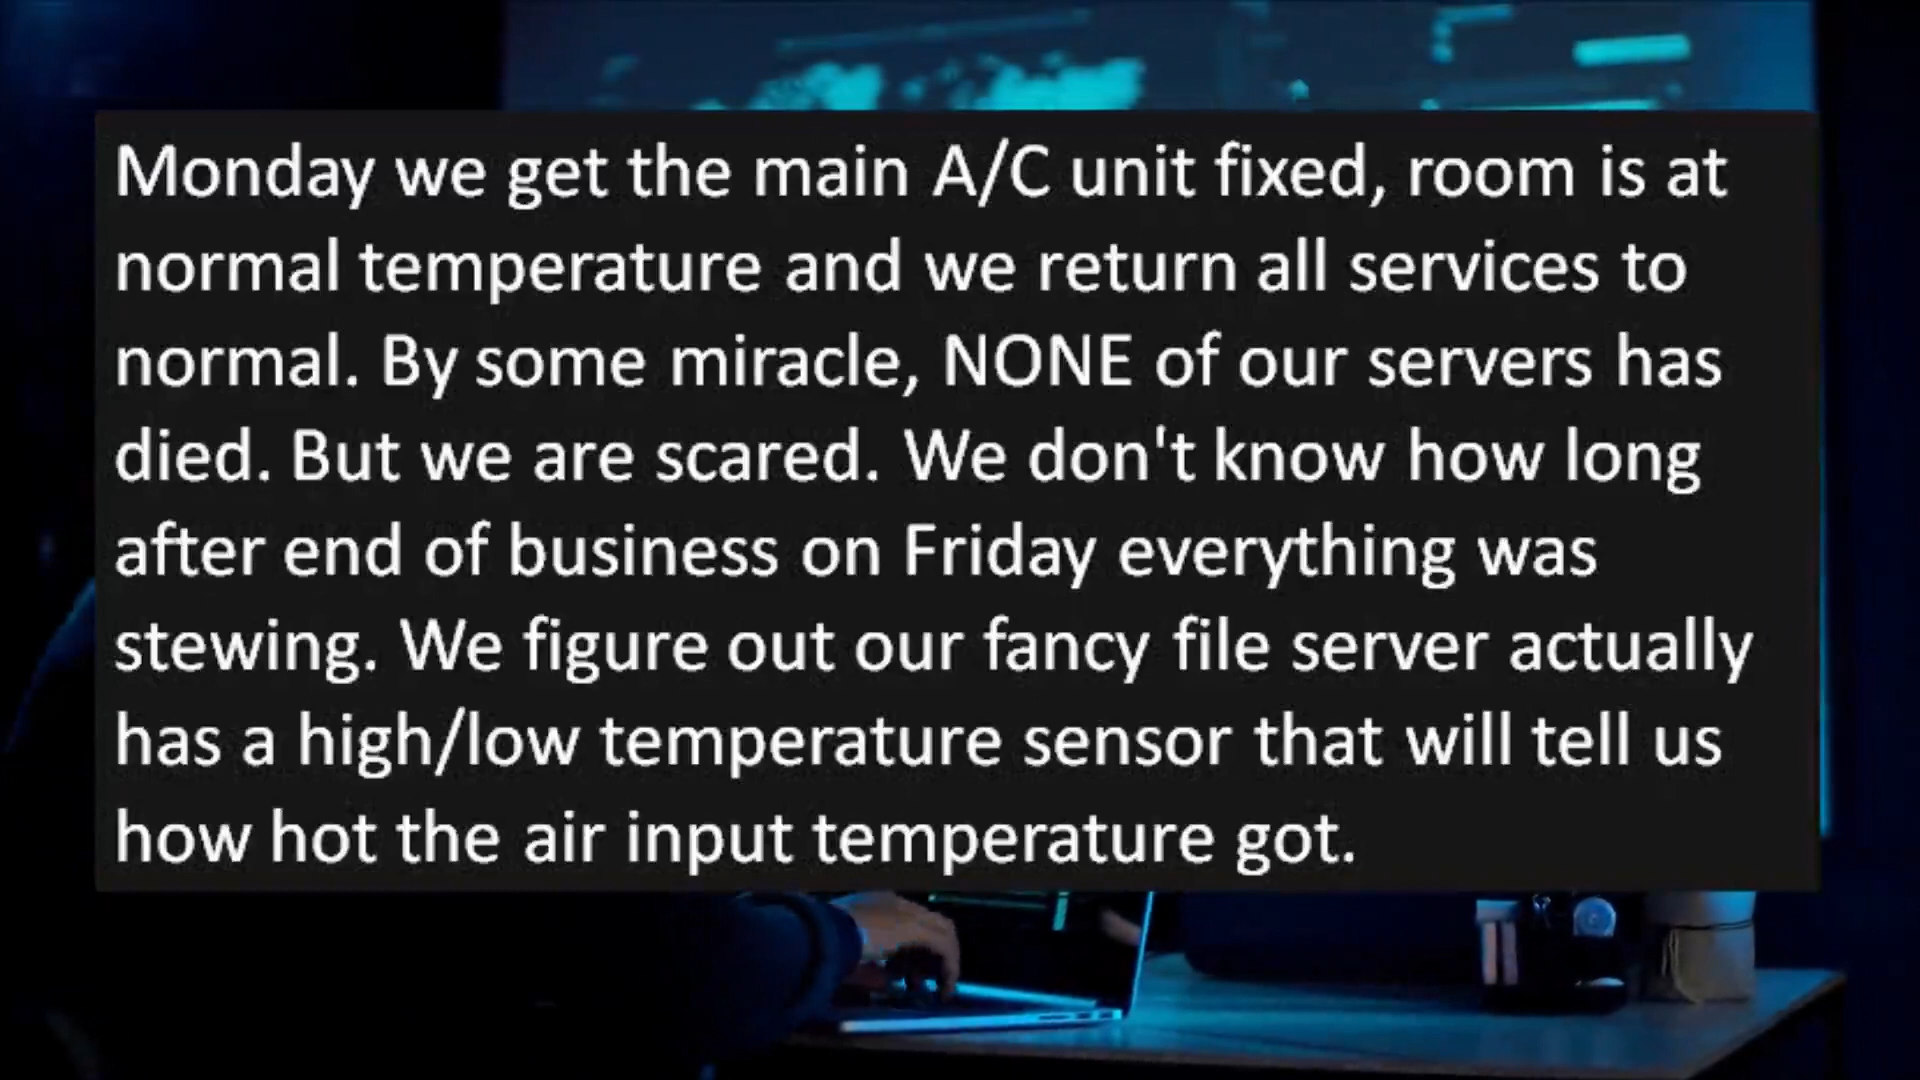 Monday we get the main A/C unit fixed, room is at
normal temperature and we return all services to
normal. By some miracle, NONE of our servers has
died. But we are scared. We don't know how long
after end of business on Friday everything was
stewing. We figure out our fancy file server actually
has a high/low temperature sensor that will tell us
how hot the air input temperature got.